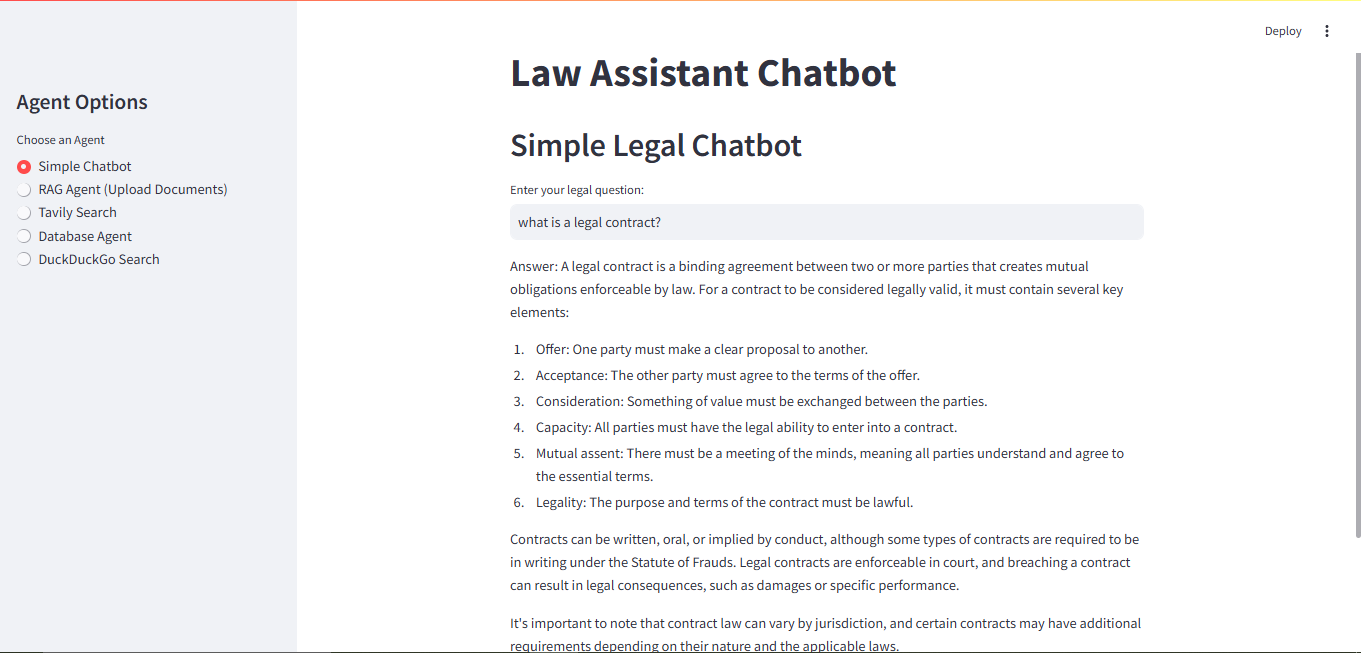 Deploy
Agent Options
Choose an Agent
Simple Chatbot
RAG Agent (Upload Documents)
Tavily Search
Database Agent
DuckDuckGo Search
Law Assistant Chatbot
Simple Legal Chatbot
Enter your legal question:
what is a legal contract?
Answer: A legal contract is a binding agreement between two or more parties that creates mutual
obligations enforceable by law. For a contract to be considered legally valid, it must contain several key
elements:
1. Offer: One party must make a clear proposal to another.
2. Acceptance: The other party must agree to the terms of the offer.
3. Consideration: Something of value must be exchanged between the parties.
4. Capacity: All parties must have the legal ability to enter into a contract.
5. Mutual assent: There must be a meeting of the minds, meaning all parties understand and agree to
the essential terms.
6. Legality: The purpose and terms of the contract must be lawful.
Contracts can be written, oral, or implied by conduct, although some types of contracts are required to be
in writing under the Statute of Frauds. Legal contracts are enforceable in court, and breaching a contract
can result in legal consequences, such as damages or specific performance.
It's important to note that contract law can vary by jurisdiction, and certain contracts may have additional
requirements depending on their nature and the applicable laws.